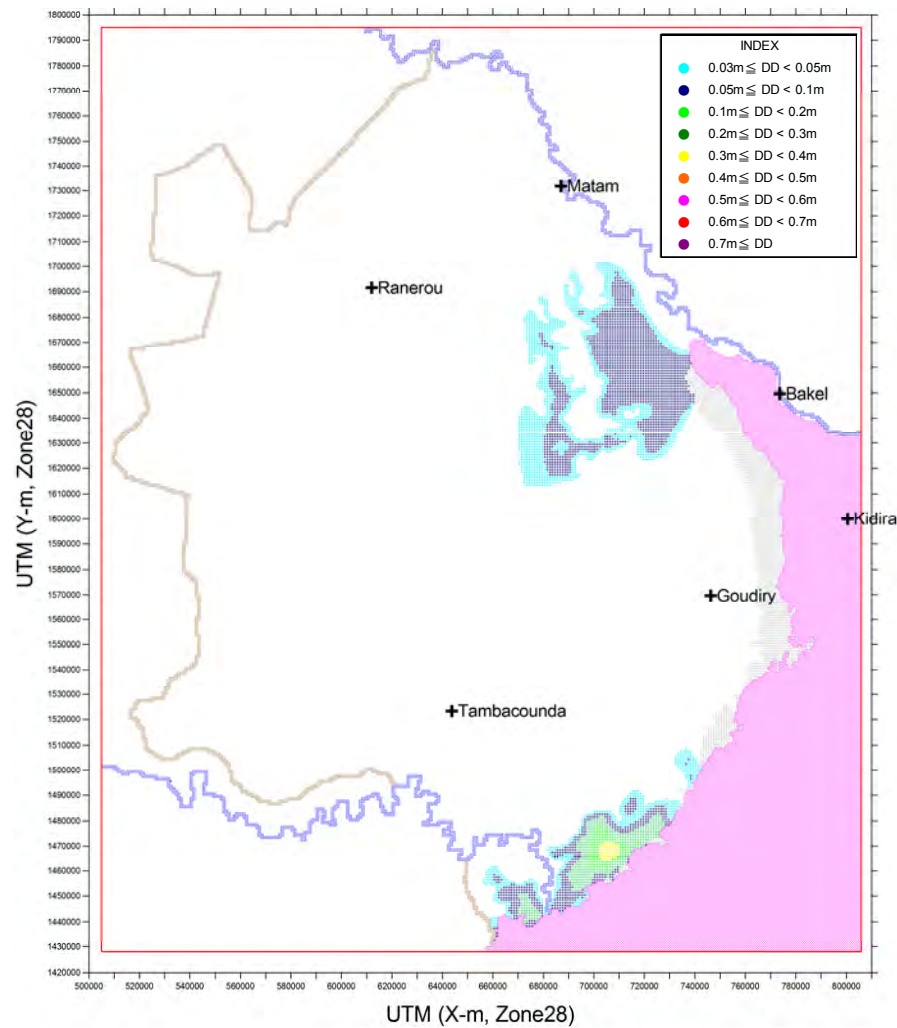 INDEX
0.03m≦ DD < 0.05m
0.05m≦ DD < 0.1m
0.1m≦ DD < 0.2m
0.2m≦ DD < 0.3m
0.3m≦ DD < 0.4m
0.4m≦ DD < 0.5m
0.5m≦ DD < 0.6m
0.6m≦ DD < 0.7m
0.7m≦ DD
Matam
Ranerou
Bakel
Kidira
Goudiry
Tambacounda
UTM (Y-m, Zone28)
1800000
1790000
1780000
1770000
1760000
1750000
1740000
1730000
1720000
1710000
1700000
1690000
1680000
1670000
1660000
1650000
1640000
1630000
1620000
1610000
1600000
1590000
1580000
1570000
1560000
1550000
1540000
1530000
1520000
1510000
1500000
1490000
1480000
1470000
1460000
1450000
1440000
1430000
1420000
500000 520000 540000 560000 580000 600000 620000 640000 660000 680000 700000 720000 740000 760000 780000 800000
UTM (X-m, Zone28)